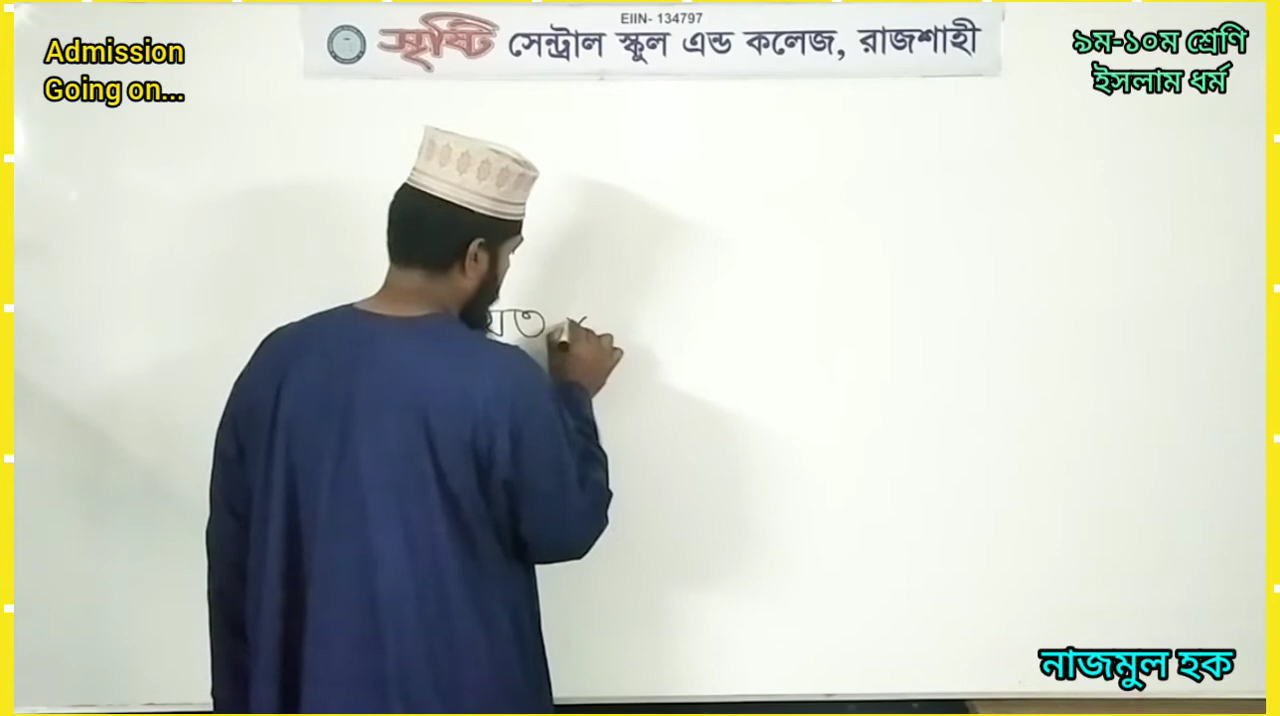 EIIN- 134797
সৃষ্টি সেন্ট্রাল স্কুল এন্ড কলেজ, রাজশাহী
Admission
Going on...
৯ম-১০ম শ্রেণি
ইসলাম ধর্ম
নাজমুল হক